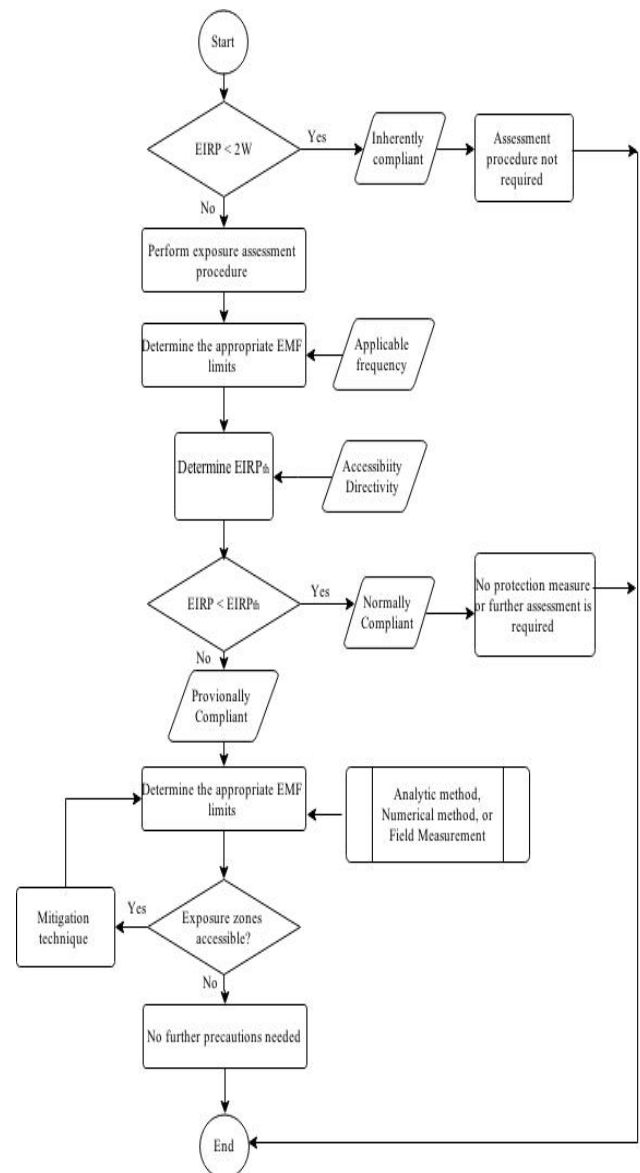 Start
EIRP < 2W
Yes
Inherently
compliant
Assessment
procedure not
required
No
Perform exposure assessment
procedure
Determine the appropriate EMF
limits
Applicable
frequency
Determine EIRPth
Accessibiity
Directivity
EIRP < EIRPth
Yes
Normally
Compliant
No protection measure
or further assessment is
required
No
Provionally
Compliant
Determine the appropriate EMF
limits
Analytic method,
Numerical method, or
Field Measurement
Mitigation
technique
Yes
Exposure zones
accessible?
No
No further precautions needed
End